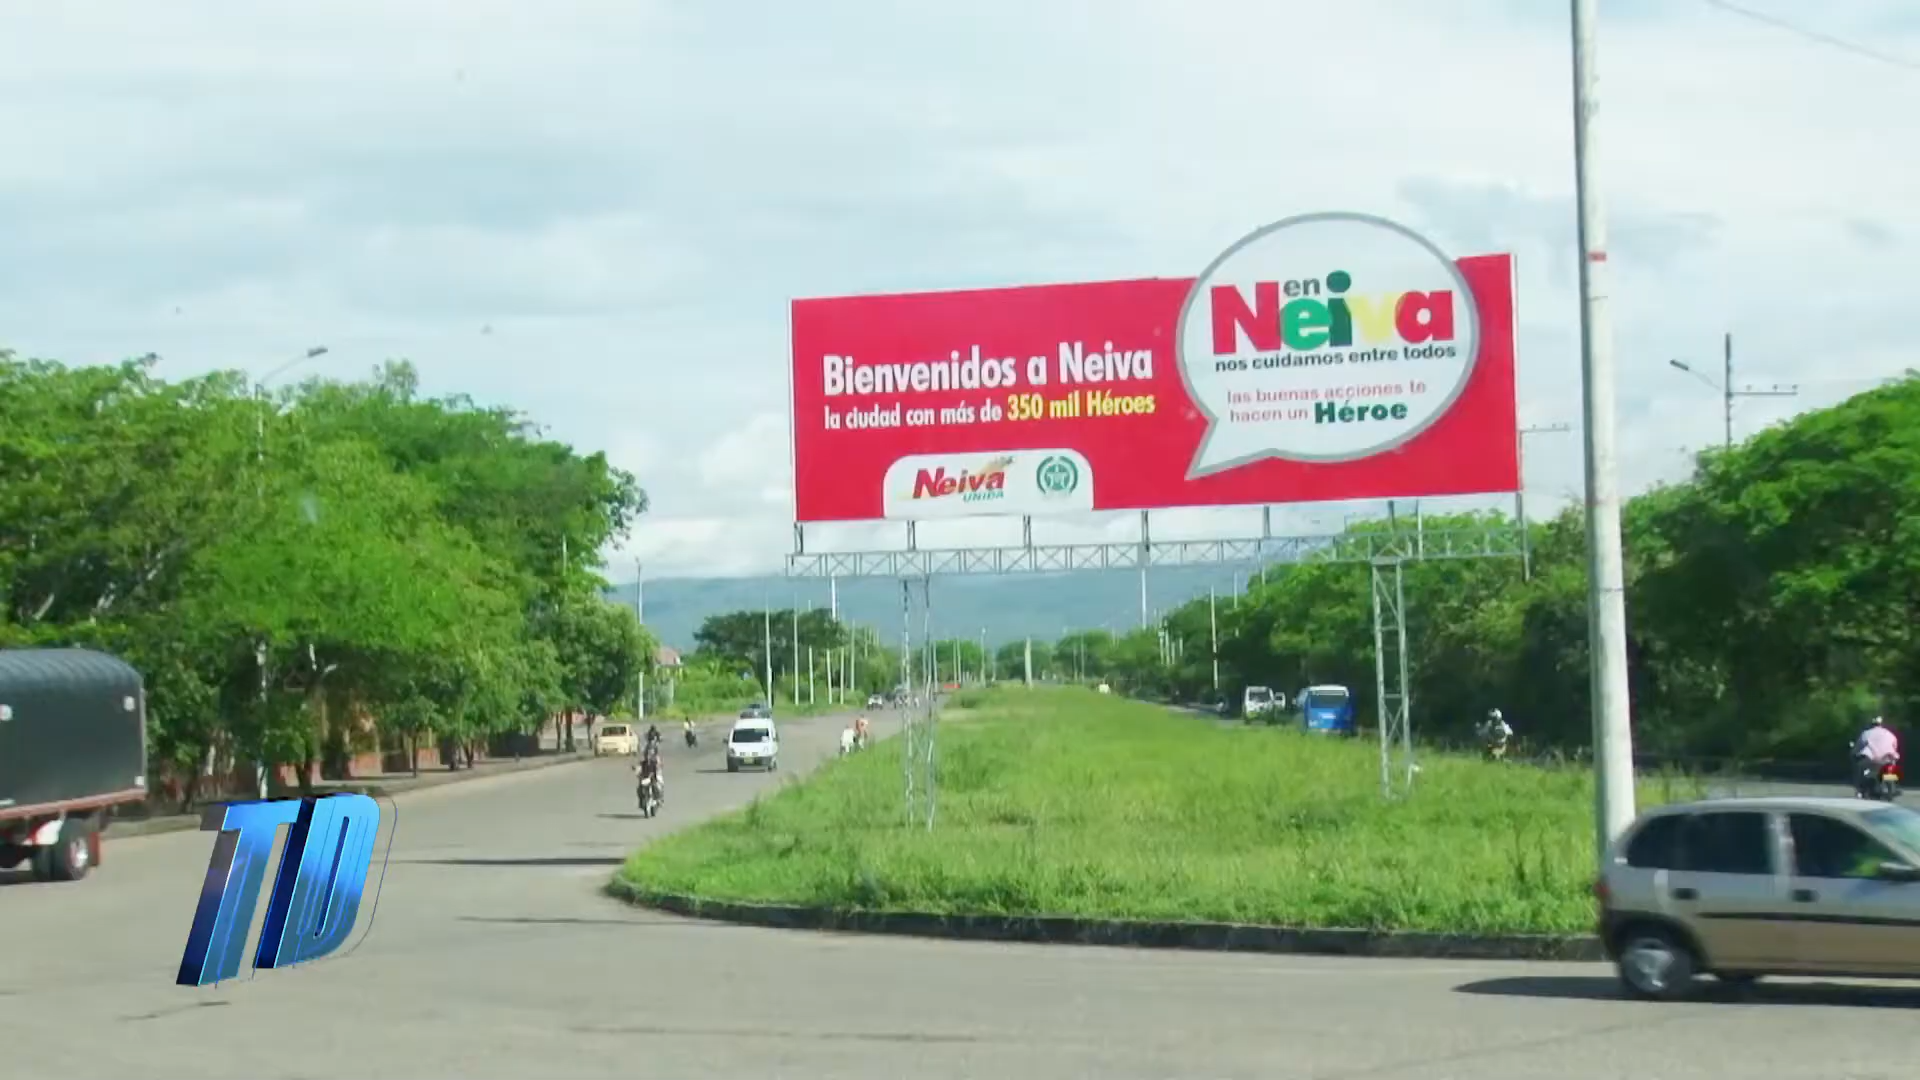 Bienvenidos a Neiva
la ciudad con más de 350 mil Héroes
Neiva
UNIDA
en
Neiva
nos cuidamos entre todos
las buenas acciones te
hacen un Héroe
TD